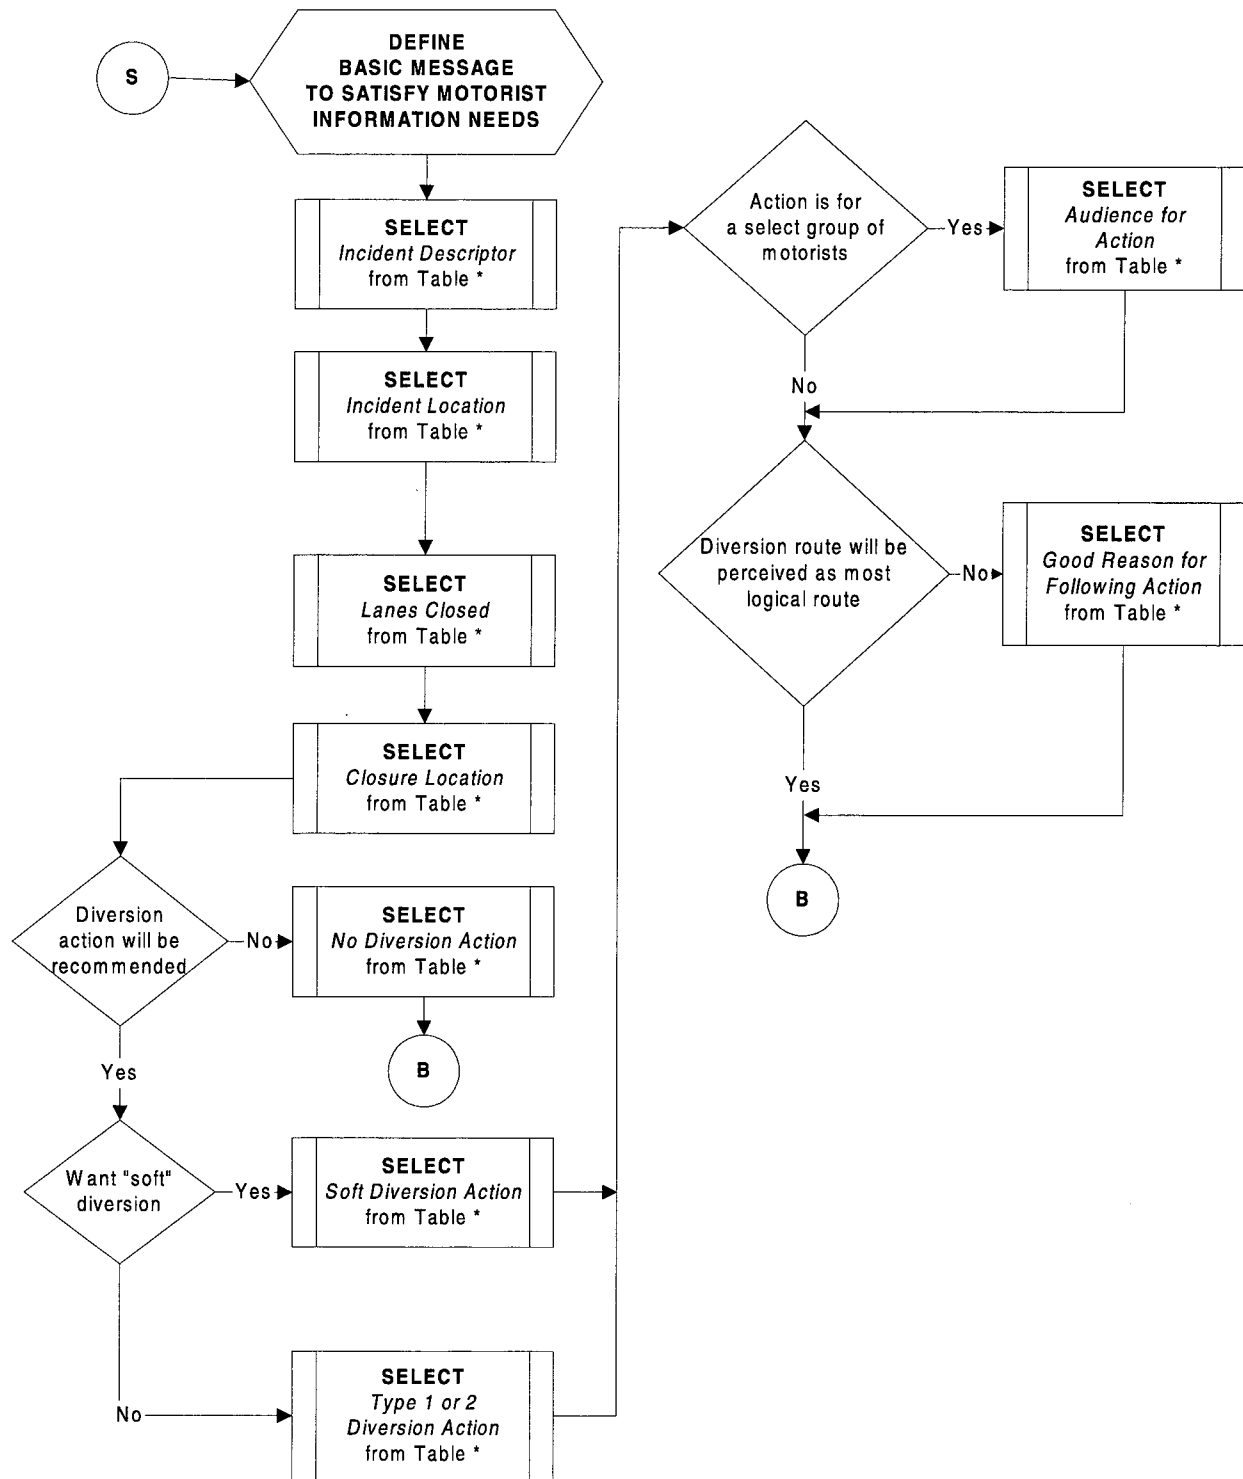 S
DEFINE
BASIC MESSAGE
TO SATISFY MOTORIST
INFORMATION NEEDS
SELECT
Incident Descriptor
from Table *
SELECT
Incident Location
from Table *
SELECT
Lanes Closed
from Table *
SELECT
Closure Location
from Table *
Diversion
action will be
recommended
No
SELECT
No Diversion Action
from Table *
B
Yes
Want "soft"
diversion
Yes
SELECT
Soft Diversion Action
from Table *
No
SELECT
Type 1 or 2
Diversion Action
from Table *
Action is for
a select group of
motorists
Yes
SELECT
Audience for
Action
from Table *
No
Diversion route will be
perceived as most
logical route
No
SELECT
Good Reason for
Following Action
from Table *
Yes
B